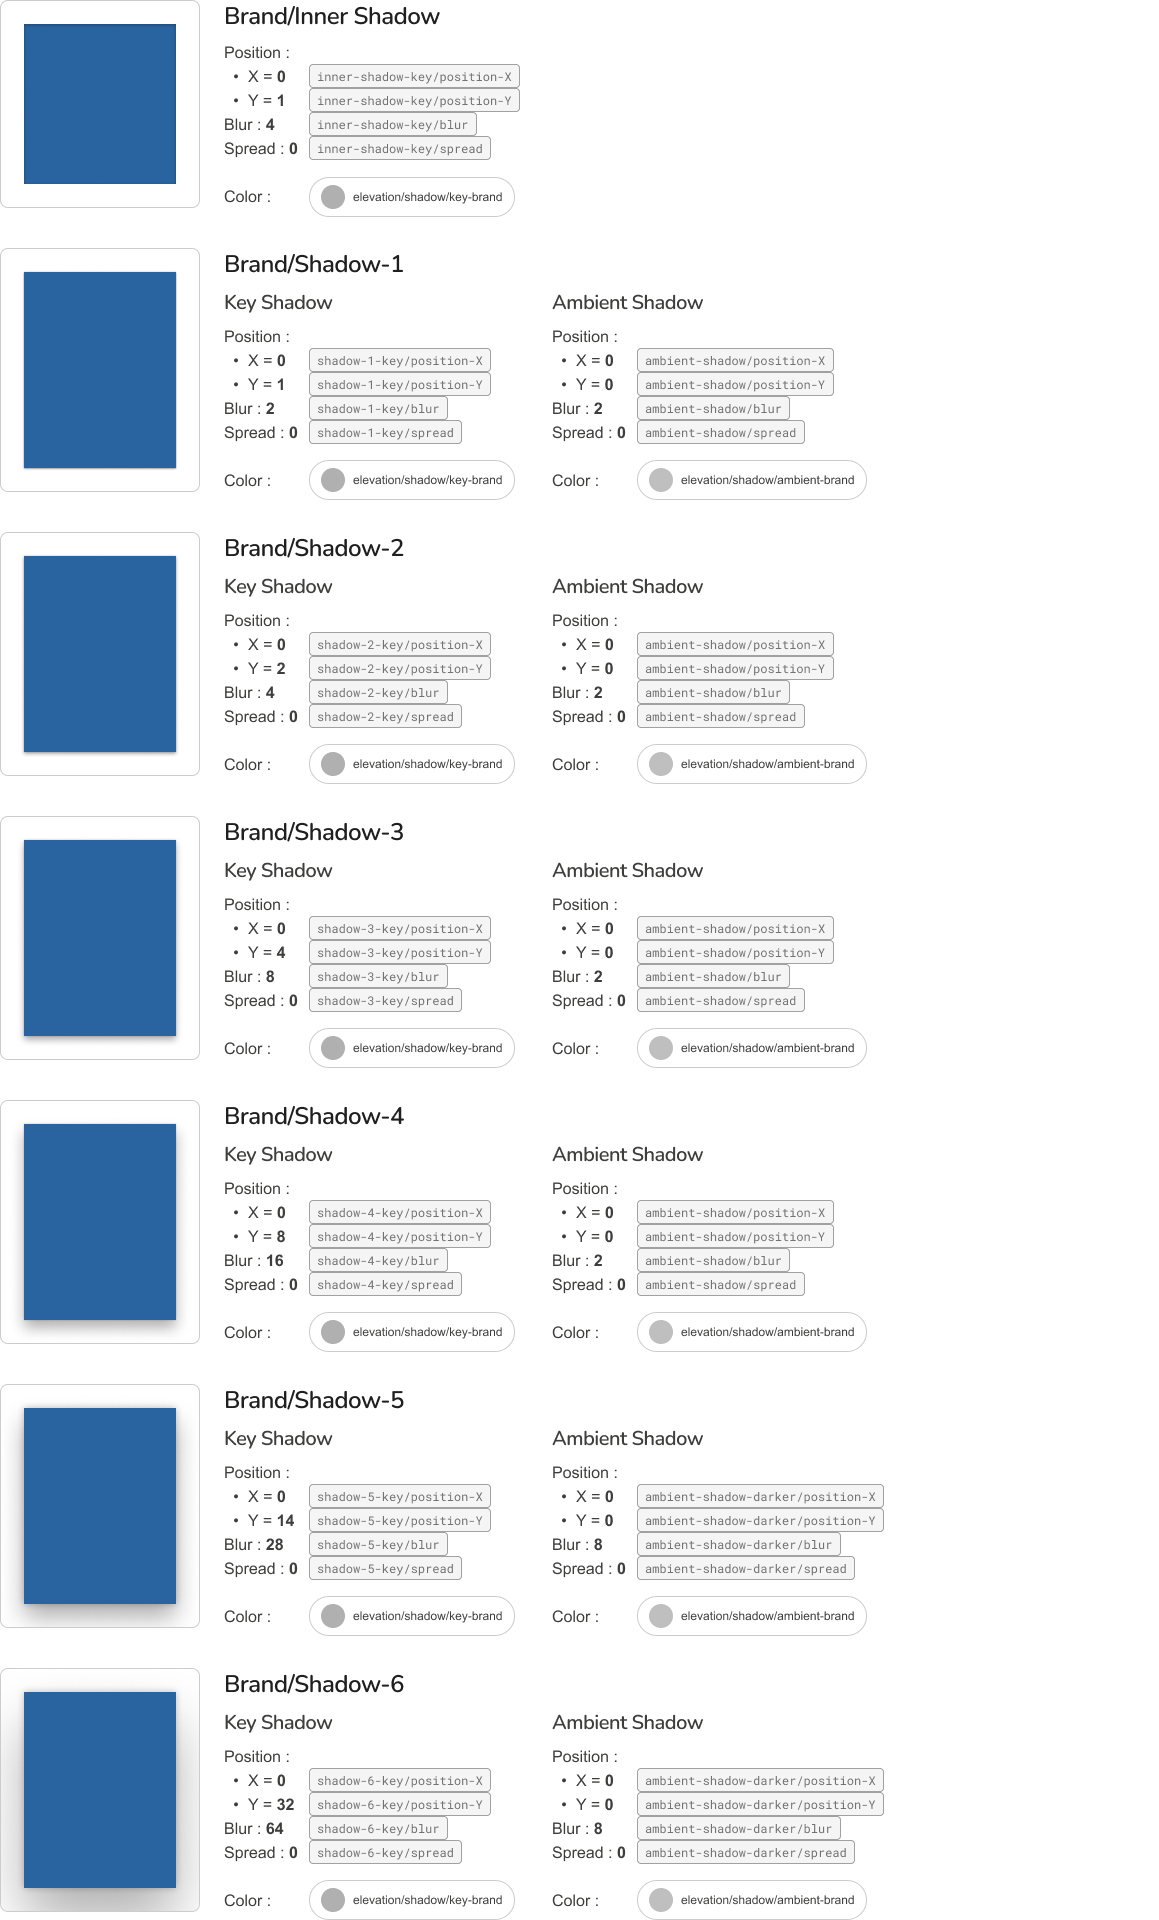 Brand/Inner Shadow
Position :
• X = 0 inner-shadow-key/position-X
• Y = 1 inner-shadow-key/position-Y
Blur : 4 inner-shadow-key/blur
Spread : 0 inner-shadow-key/spread
Color : elevation/shadow/key-brand
Brand/Shadow-1
Key Shadow
Position :
• X = 0 shadow-1-key/position-X
• Y = 1 shadow-1-key/position-Y
Blur : 2 shadow-1-key/blur
Spread : 0 shadow-1-key/spread
Color : elevation/shadow/key-brand
Ambient Shadow
Position :
• X = 0 ambient-shadow/position-X
• Y = 0 ambient-shadow/position-Y
Blur : 2 ambient-shadow/blur
Spread : 0 ambient-shadow/spread
Color : elevation/shadow/ambient-brand
Brand/Shadow-2
Key Shadow
Position :
• X = 0 shadow-2-key/position-X
• Y = 2 shadow-2-key/position-Y
Blur : 4 shadow-2-key/blur
Spread : 0 shadow-2-key/spread
Color : elevation/shadow/key-brand
Ambient Shadow
Position :
• X = 0 ambient-shadow/position-X
• Y = 0 ambient-shadow/position-Y
Blur : 2 ambient-shadow/blur
Spread : 0 ambient-shadow/spread
Color : elevation/shadow/ambient-brand
Brand/Shadow-3
Key Shadow
Position :
• X = 0 shadow-3-key/position-X
• Y = 4 shadow-3-key/position-Y
Blur : 8 shadow-3-key/blur
Spread : 0 shadow-3-key/spread
Color : elevation/shadow/key-brand
Ambient Shadow
Position :
• X = 0 ambient-shadow/position-X
• Y = 0 ambient-shadow/position-Y
Blur : 2 ambient-shadow/blur
Spread : 0 ambient-shadow/spread
Color : elevation/shadow/ambient-brand
Brand/Shadow-4
Key Shadow
Position :
• X = 0 shadow-4-key/position-X
• Y = 8 shadow-4-key/position-Y
Blur : 16 shadow-4-key/blur
Spread : 0 shadow-4-key/spread
Color : elevation/shadow/key-brand
Ambient Shadow
Position :
• X = 0 ambient-shadow/position-X
• Y = 0 ambient-shadow/position-Y
Blur : 2 ambient-shadow/blur
Spread : 0 ambient-shadow/spread
Color : elevation/shadow/ambient-brand
Brand/Shadow-5
Key Shadow
Position :
• X = 0 shadow-5-key/position-X
• Y = 14 shadow-5-key/position-Y
Blur : 28 shadow-5-key/blur
Spread : 0 shadow-5-key/spread
Color : elevation/shadow/key-brand
Ambient Shadow
Position :
• X = 0 ambient-shadow-darker/position-X
• Y = 0 ambient-shadow-darker/position-Y
Blur : 8 ambient-shadow-darker/blur
Spread : 0 ambient-shadow-darker/spread
Color : elevation/shadow/ambient-brand
Brand/Shadow-6
Key Shadow
Position :
• X = 0 shadow-6-key/position-X
• Y = 32 shadow-6-key/position-Y
Blur : 64 shadow-6-key/blur
Spread : 0 shadow-6-key/spread
Color : elevation/shadow/key-brand
Ambient Shadow
Position :
• X = 0 ambient-shadow-darker/position-X
• Y = 0 ambient-shadow-darker/position-Y
Blur : 8 ambient-shadow-darker/blur
Spread : 0 ambient-shadow-darker/spread
Color : elevation/shadow/ambient-brand